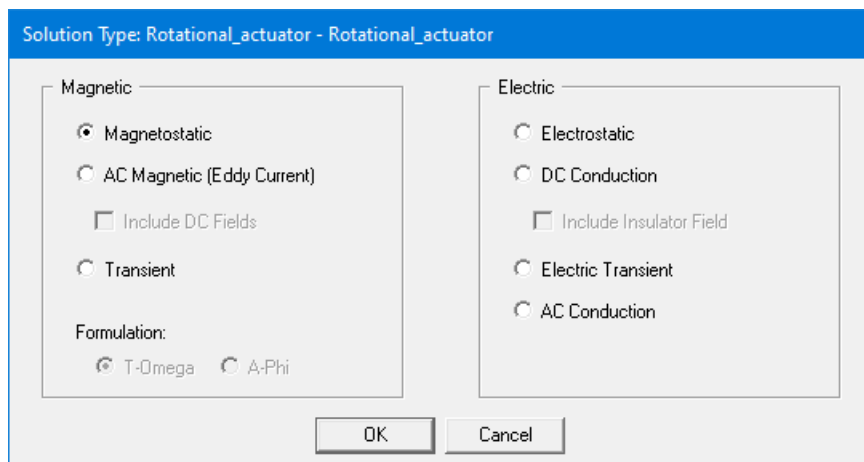 Solution Type: Rotational_actuator - Rotational_actuator
Magnetic
Magnetostatic
AC Magnetic (Eddy Current)
Include DC Fields
Transient
Formulation:
T-Omega A-Phi
Electric
Electrostatic
DC Conduction
Include Insulator Field
Electric Transient
AC Conduction
OK Cancel